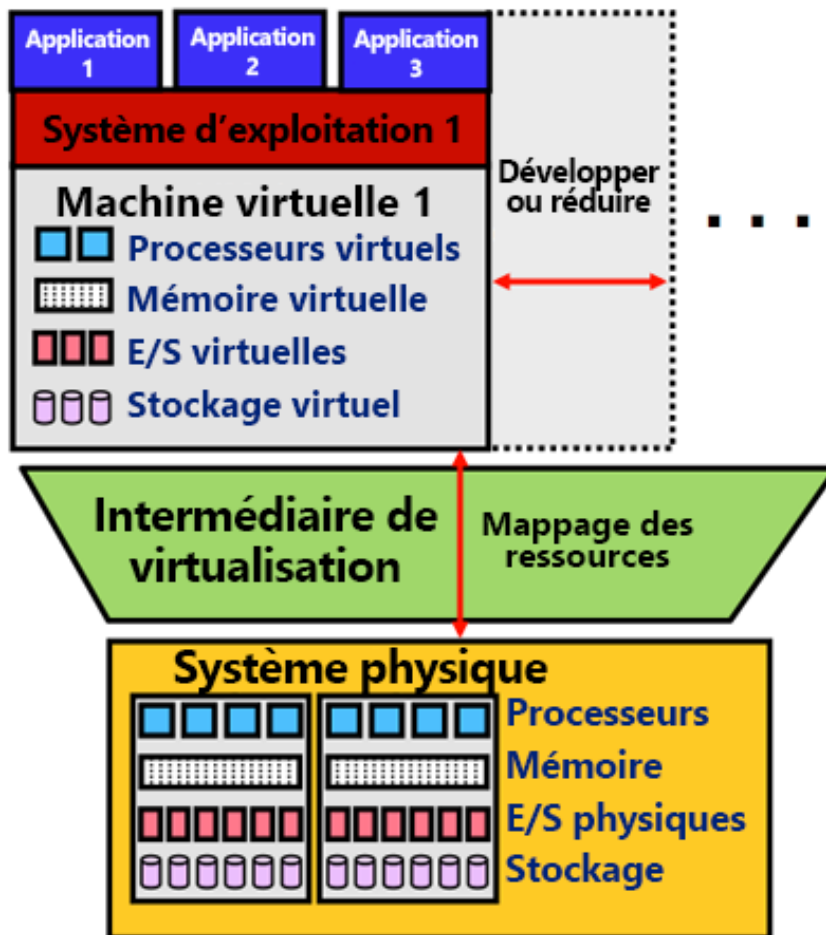 Application
1
Application
2
Application
3
Système d'exploitation 1
Machine virtuelle 1
Processeurs virtuels
Mémoire virtuelle
E/S virtuelles
Stockage virtuel
Développer
ou réduire
. . .
Intermédiaire de
virtualisation
Mappage des
ressources
Système physique
Processeurs
Mémoire
E/S physiques
Stockage